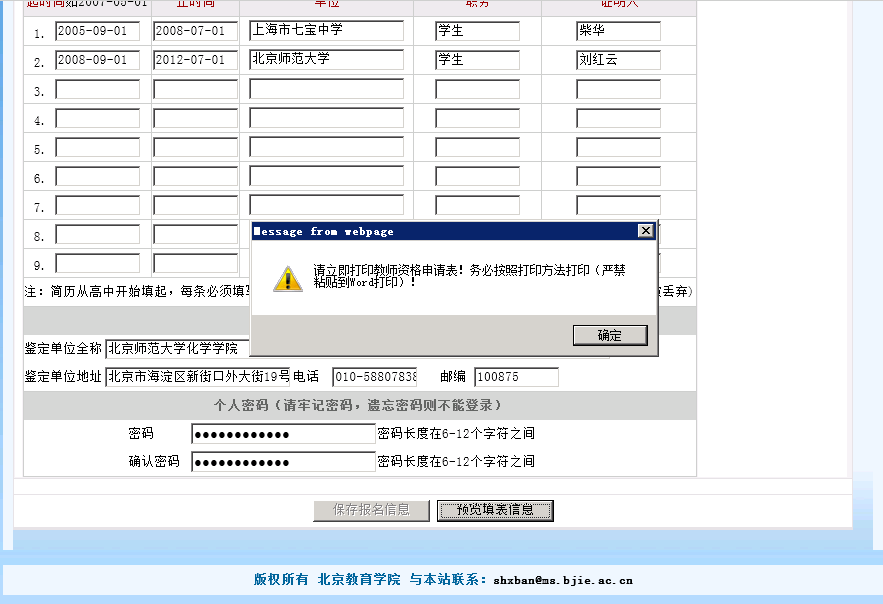 起时间如2007-09-01 止时间 单位 职务 证明人
1. 2005-09-01 2008-07-01 上海市七宝中学 学生 柴华
2. 2008-09-01 2012-07-01 北京师范大学 学生 刘红云
3.
4.
5.
6.
7.
8.
9.
Message from webpage
请立即打印教师资格申请表！务必按照打印方法打印（严禁
粘贴到Word打印）！
确定
注：简历从高中开始填起，每条必须填写 丢弃）
鉴定单位全称 北京师范大学化学学院
鉴定单位地址 北京市海淀区新街口外大街19号 电话 010-5880783 邮编 100875
个人密码（请牢记密码，遗忘密码则不能登录）
密码 ●●●●●●●●●●●● 密码长度在6-12个字符之间
确认密码 ●●●●●●●●●●●● 密码长度在6-12个字符之间
保存报名信息 预览填表信息
版权所有 北京教育学院 与本站联系：shxban@ms.bjie.ac.cn